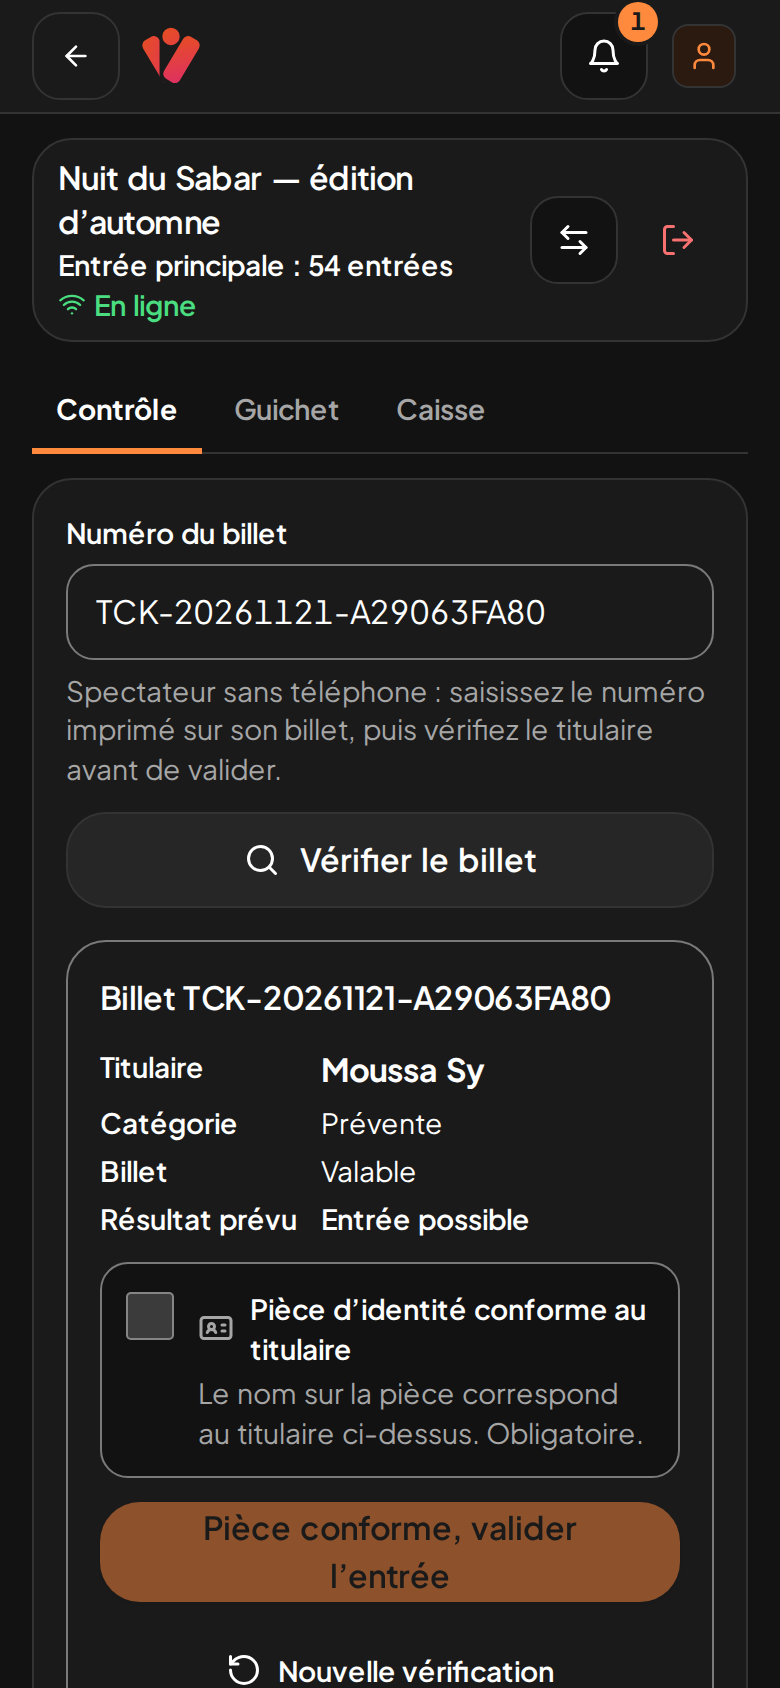 1
Nuit du Sabar — édition
d’automne
Entrée principale : 54 entrées
En ligne
Contrôle Guichet Caisse
Numéro du billet
TCK-20261121-A29063FA80
Spectateur sans téléphone : saisissez le numéro
imprimé sur son billet, puis vérifiez le titulaire
avant de valider.
Vérifier le billet
Billet TCK-20261121-A29063FA80
Titulaire Moussa Sy
Catégorie Prévente
Billet Valable
Résultat prévu Entrée possible
Pièce d’identité conforme au
titulaire
Le nom sur la pièce correspond
au titulaire ci-dessus. Obligatoire.
Pièce conforme, valider
l’entrée
Nouvelle vérification